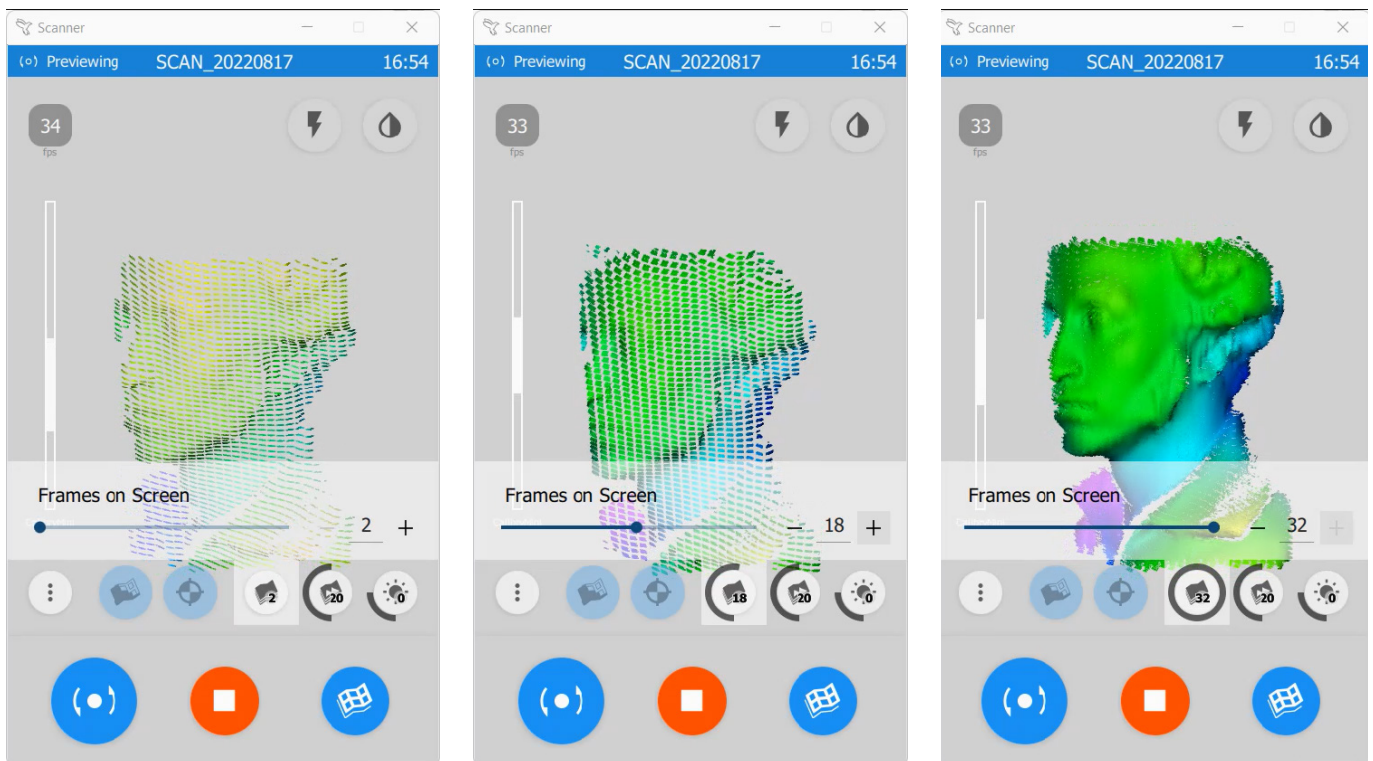 Scanner
Previewing SCAN_20220817 16:54
34
fps
Frames on Screen
2 +
2 20 0
Scanner
Previewing SCAN_20220817 16:54
33
fps
Frames on Screen
– 18 +
18 20 0
Scanner
Previewing SCAN_20220817 16:54
33
fps
Frames on Screen
– 32 +
32 20 0